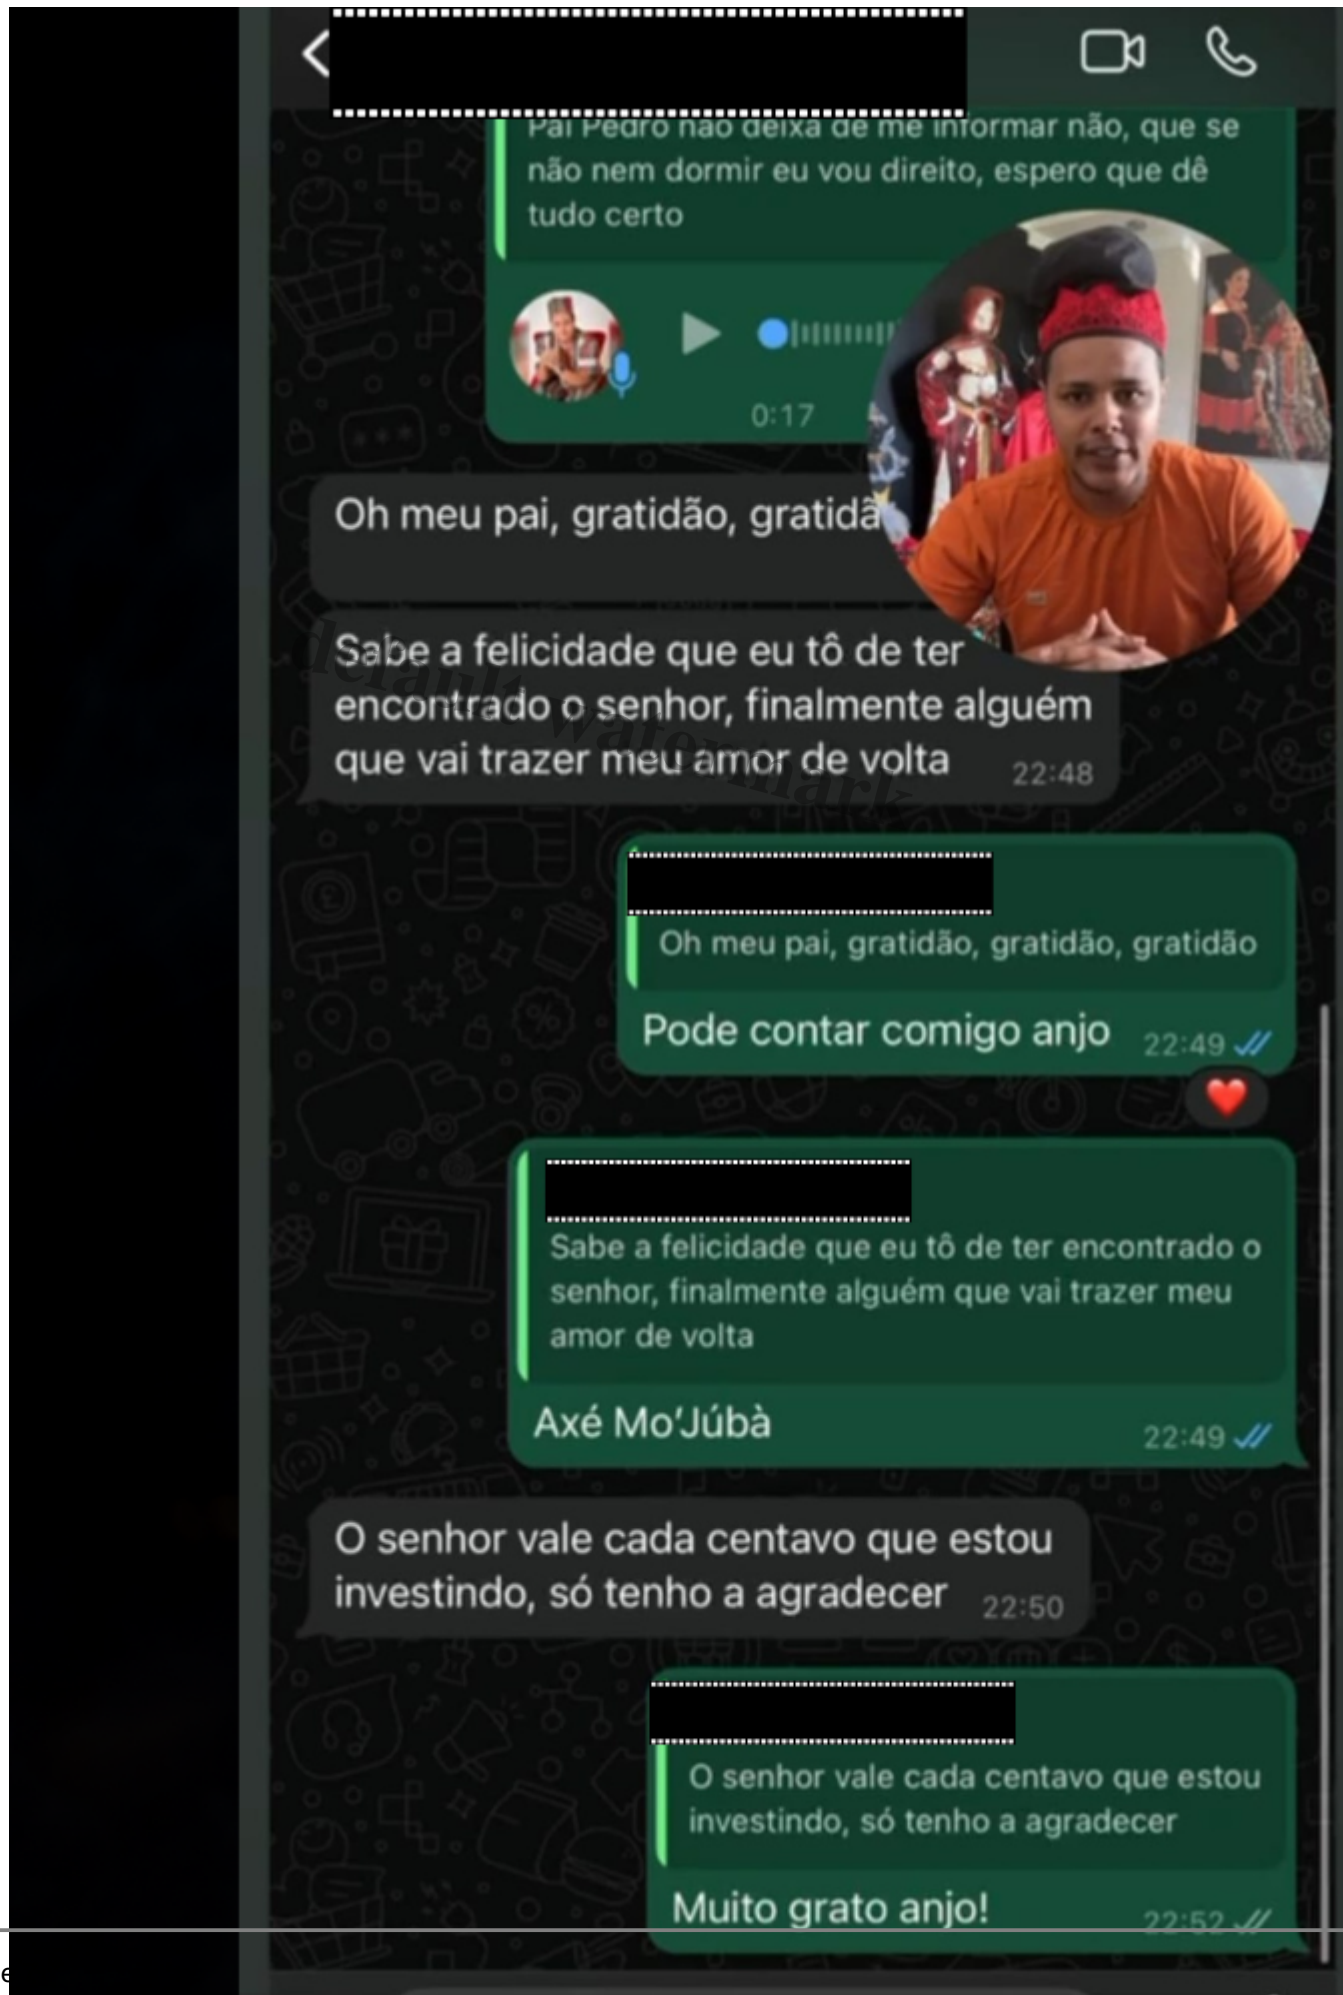 Pai Pedro não deixa de me informar não, que se
não nem dormir eu vou direito, espero que dê
tudo certo
0:17
Oh meu pai, gratidão, gratidã
Sabe a felicidade que eu tô de ter
encontrado o senhor, finalmente alguém
que vai trazer meu amor de volta
22:48
default watermark
Oh meu pai, gratidão, gratidão, gratidão
Pode contar comigo anjo
22:49
Sabe a felicidade que eu tô de ter encontrado o
senhor, finalmente alguém que vai trazer meu
amor de volta
Axé Mo'Júbà
22:49
O senhor vale cada centavo que estou
investindo, só tenho a agradecer
22:50
O senhor vale cada centavo que estou
investindo, só tenho a agradecer
Muito grato anjo!
22:52
e